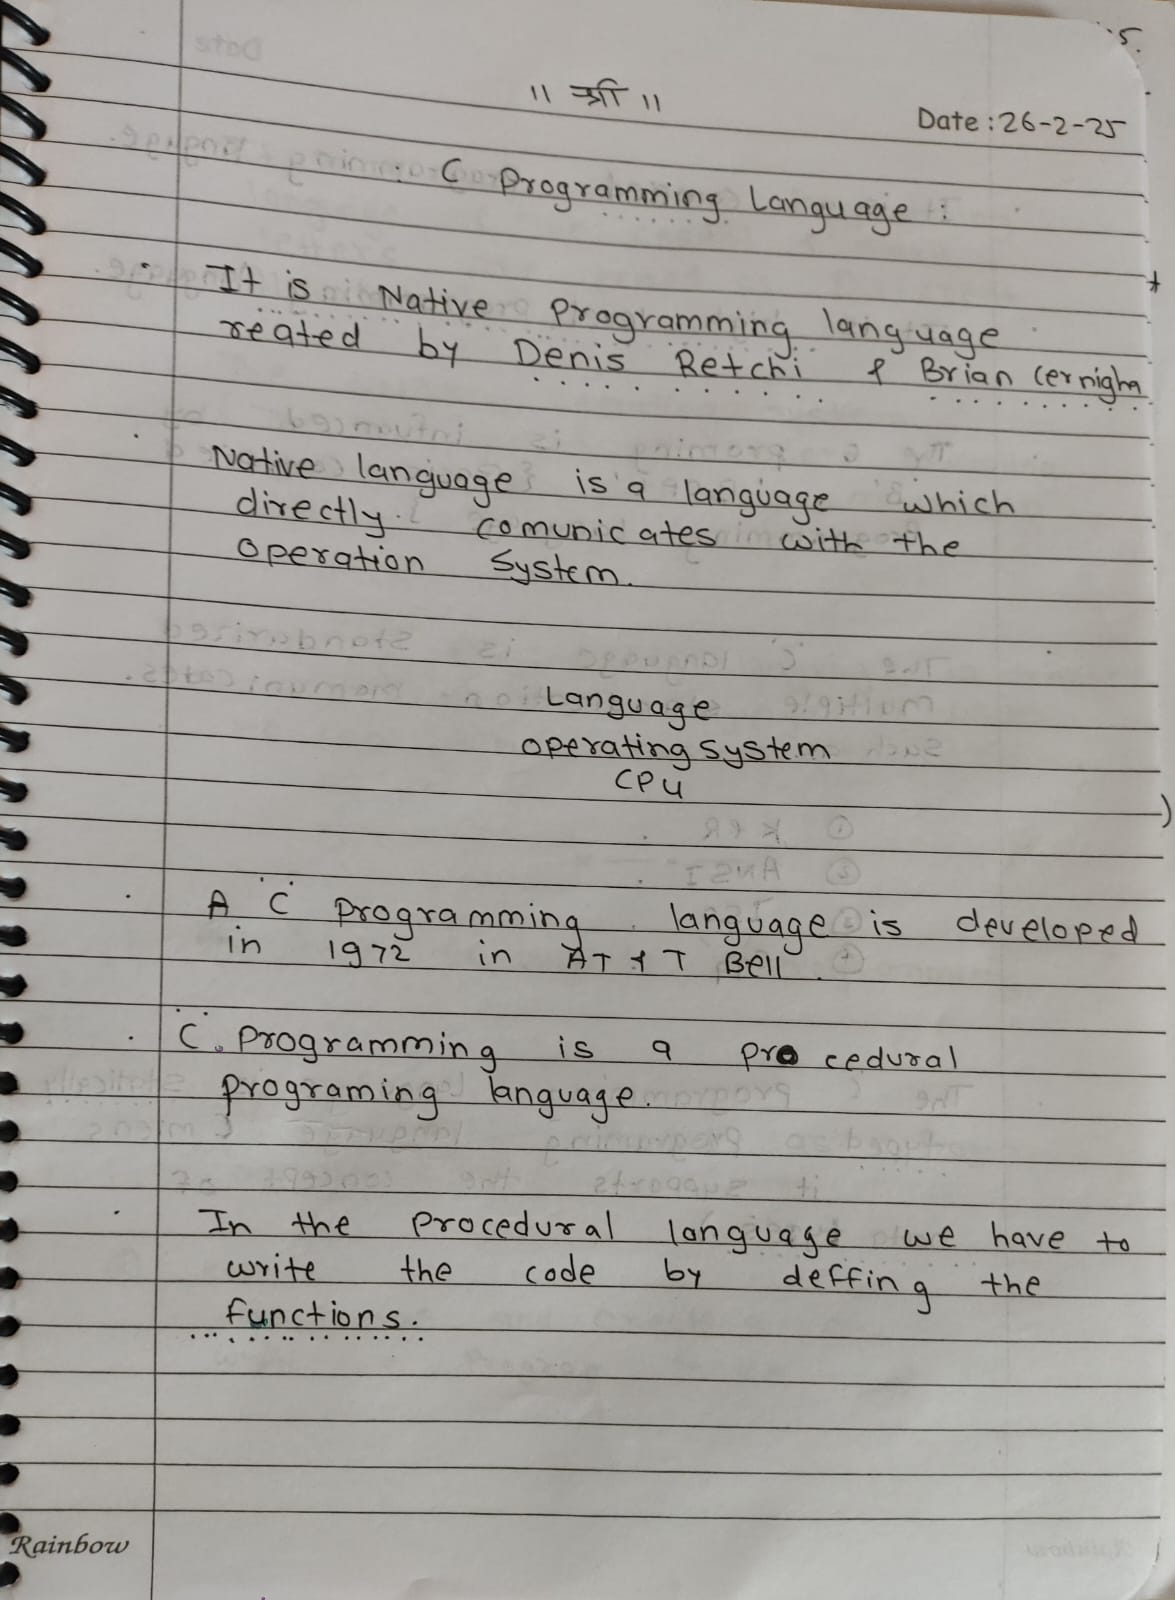 5.
॥ श्री ॥
Date : 26-2-25
C Programming Language :
It is Native Programming language
reated by Denis Retchi & Brian Cernigha
Native language is a language which
directly comunicates with the
operation System.
Language
operating system
CPU
A 'C' programming language is developed
in 1972 in AT & T Bell.
'C' Programming is a procedural
programing language.
In the procedural language we have to
write the code by deffing the
functions.
Rainbow